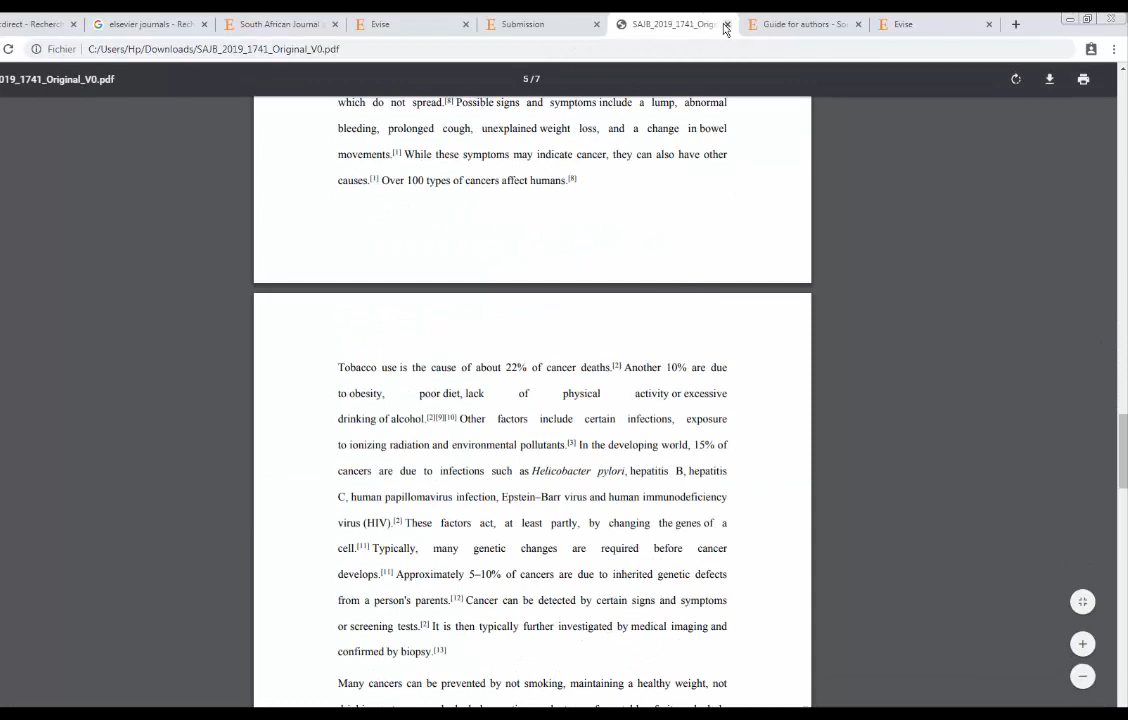 direct - Recherch
elsevier journals - Rech
South African Journal
Evise
Submission
SAJB_2019_1741_Orig
Guide for authors - So
Evise
Fichier
C:/Users/Hp/Downloads/SAJB_2019_1741_Original_V0.pdf
019_1741_Original_V0.pdf
5/7
which do not spread.[8] Possible signs and symptoms include a lump, abnormal
bleeding, prolonged cough, unexplained weight loss, and a change in bowel
movements.[1] While these symptoms may indicate cancer, they can also have other
causes.[1] Over 100 types of cancers affect humans.[8]
Tobacco use is the cause of about 22% of cancer deaths.[2] Another 10% are due
to obesity, poor diet, lack of physical activity or excessive
drinking of alcohol.[2][9][10] Other factors include certain infections, exposure
to ionizing radiation and environmental pollutants.[3] In the developing world, 15% of
cancers are due to infections such as Helicobacter pylori, hepatitis B, hepatitis
C, human papillomavirus infection, Epstein–Barr virus and human immunodeficiency
virus (HIV).[2] These factors act, at least partly, by changing the genes of a
cell.[11] Typically, many genetic changes are required before cancer
develops.[11] Approximately 5–10% of cancers are due to inherited genetic defects
from a person's parents.[12] Cancer can be detected by certain signs and symptoms
or screening tests.[2] It is then typically further investigated by medical imaging and
confirmed by biopsy.[13]
Many cancers can be prevented by not smoking, maintaining a healthy weight, not